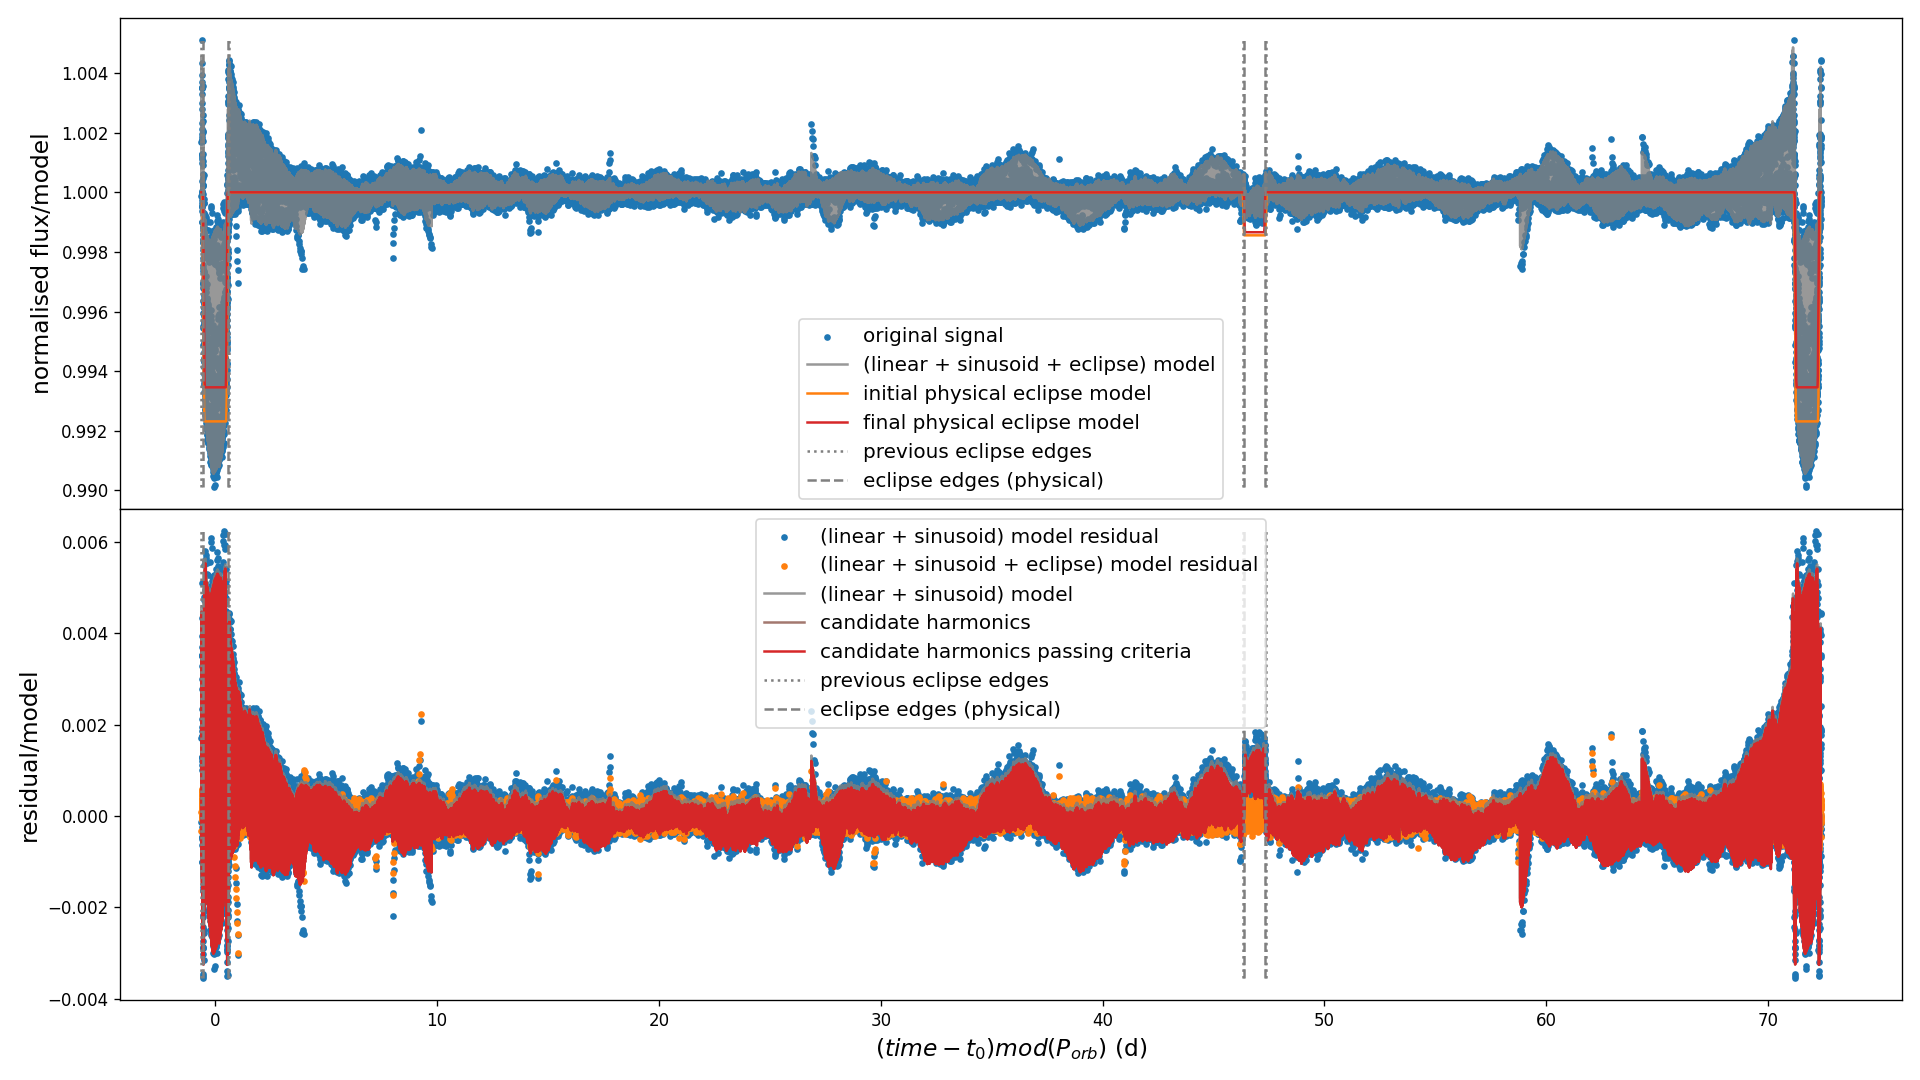 normalised flux/model
1.004
1.002
1.000
0.998
0.996
0.994
0.992
0.990
original signal
(linear + sinusoid + eclipse) model
initial physical eclipse model
final physical eclipse model
previous eclipse edges
eclipse edges (physical)
residual/model
0.006
0.004
0.002
0.000
−0.002
−0.004
(linear + sinusoid) model residual
(linear + sinusoid + eclipse) model residual
(linear + sinusoid) model
candidate harmonics
candidate harmonics passing criteria
previous eclipse edges
eclipse edges (physical)
0 10 20 30 40 50 60 70
(time − t₀)mod(P_orb) (d)